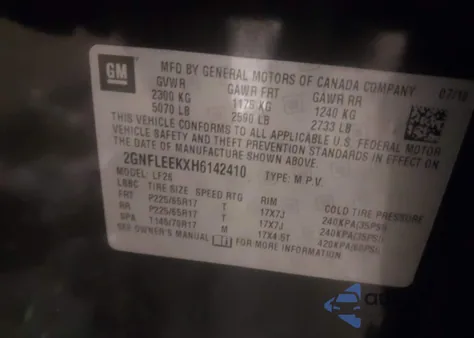 GM
MFD BY GENERAL MOTORS OF CANADA COMPANY 07/16
GVWR GAWR FRT GAWR RR
2300 KG 1175 KG 1240 KG
5070 LB 2590 LB 2733 LB
THIS VEHICLE CONFORMS TO ALL APPLICABLE U.S. FEDERAL MOTOR
VEHICLE SAFETY AND THEFT PREVENTION STANDARDS IN EFFECT ON
THE DATE OF MANUFACTURE SHOWN ABOVE.
2GNFLEEKXH6142410 TYPE: M.P.V.
MODEL: LF26
TIRE SIZE SPEED RTG RIM COLD TIRE PRESSURE
FRT P225/65R17 T 17X7J 240KPA(35PSI)
RR P225/65R17 T 17X7J 240KPA(35PSI)
SPA T145/70R17 M 17X4.5T 420KPA(60PSI)
SEE OWNER'S MANUAL FOR MORE INFORMATION